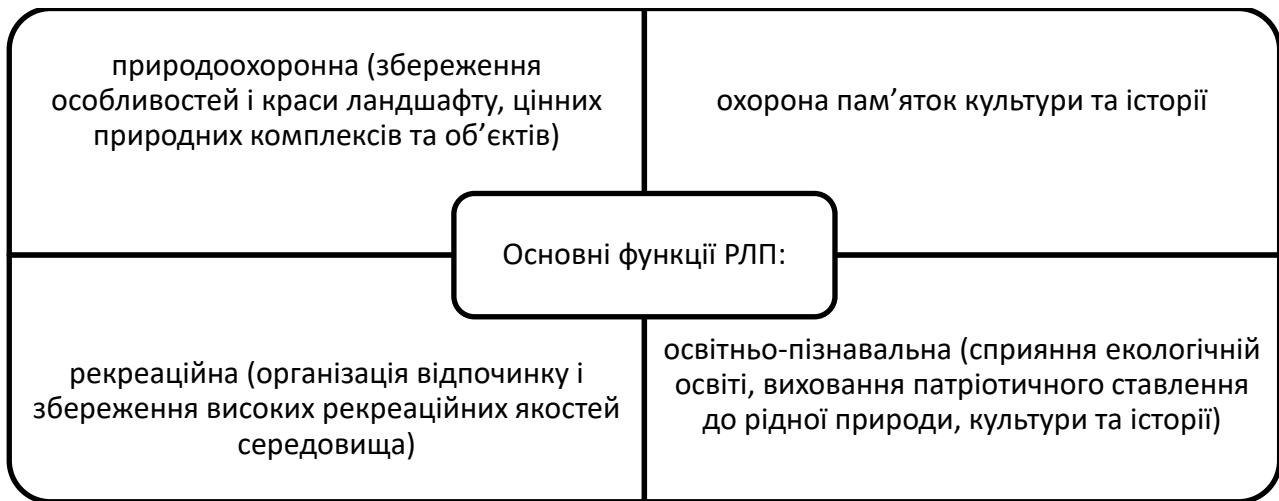 природоохоронна (збереження
особливостей і краси ландшафту, цінних
природних комплексів та об’єктів)
охорона пам’яток культури та історії
Основні функції РЛП:
рекреаційна (організація відпочинку і
збереження високих рекреаційних якостей
середовища)
освітньо-пізнавальна (сприяння екологічній
освіті, виховання патріотичного ставлення
до рідної природи, культури та історії)